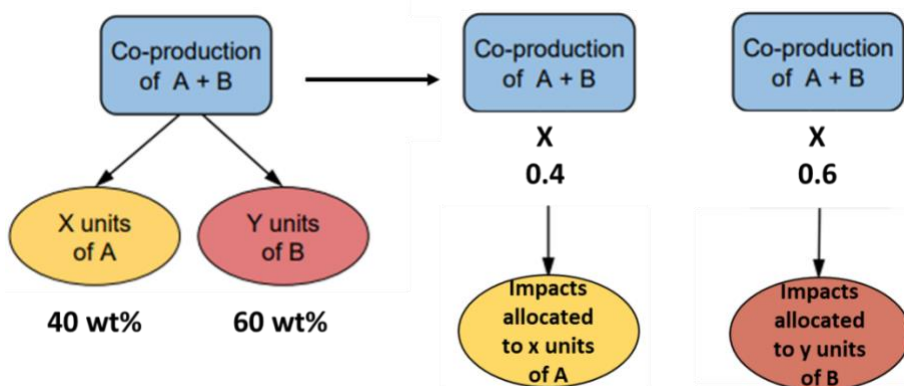 Co-production
of A + B
X units
of A
Y units
of B
40 wt%
60 wt%
Co-production
of A + B
X
0.4
Impacts
allocated
to x units
of A
Co-production
of A + B
X
0.6
Impacts
allocated
to y units
of B